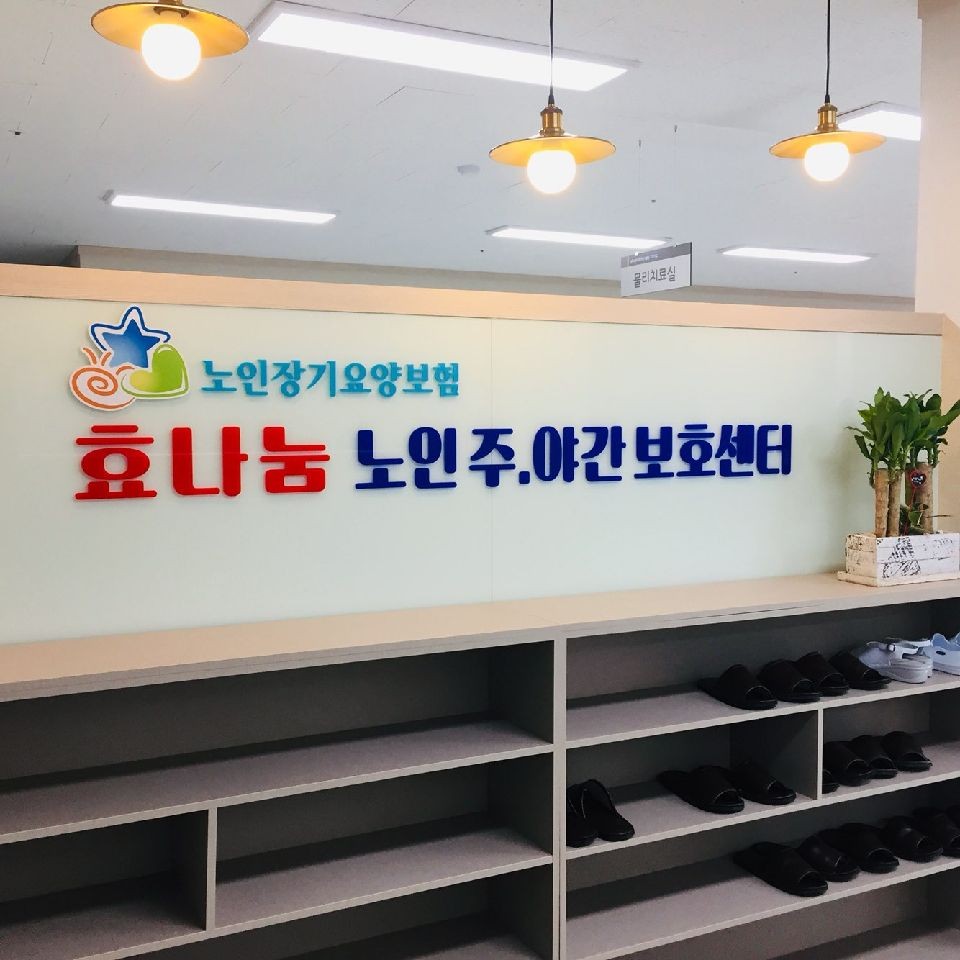 물리치료실
노인장기요양보험
효나눔 노인 주.야간 보호센터